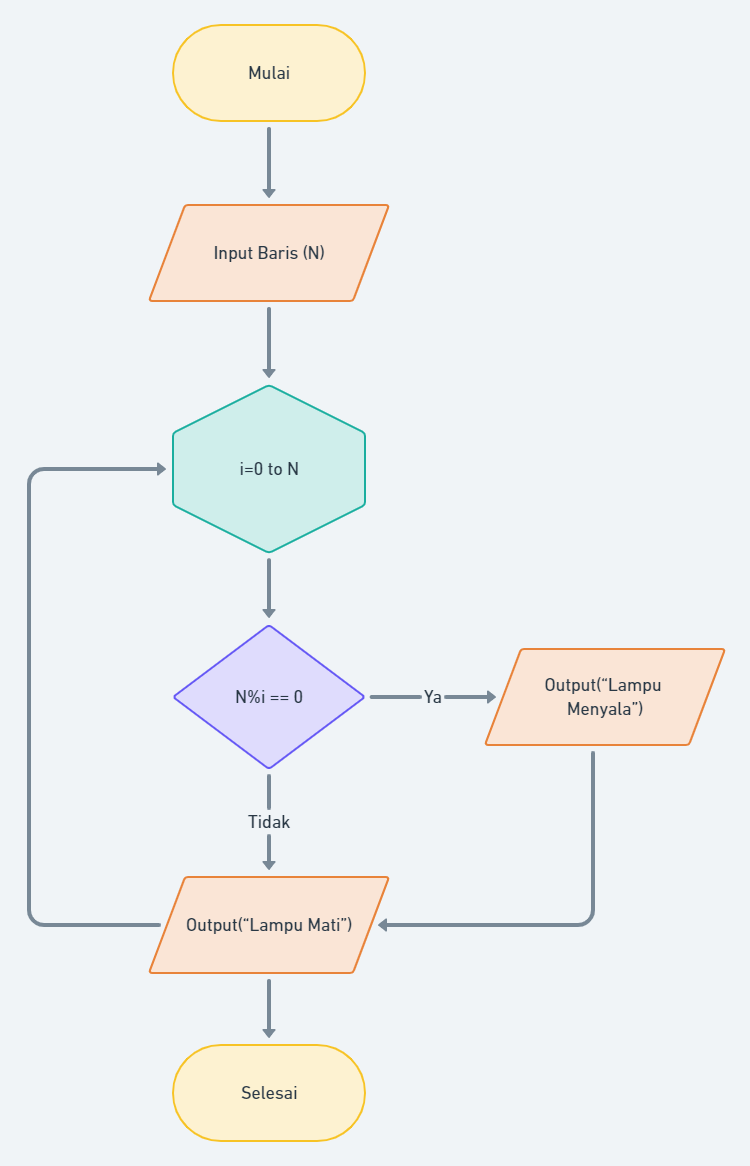 Mulai
Input Baris (N)
i=0 to N
N%i == 0
Ya
Output(“Lampu
Menyala”)
Tidak
Output(“Lampu Mati”)
Selesai